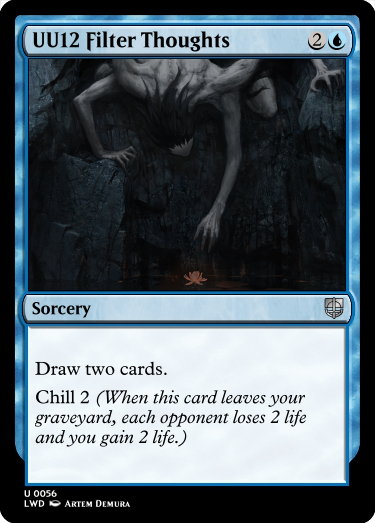 UU12 Filter Thoughts 2
Sorcery
Draw two cards.
Chill 2 (When this card leaves your
graveyard, each opponent loses 2 life
and you gain 2 life.)
U 0056
LWD Artem Demura